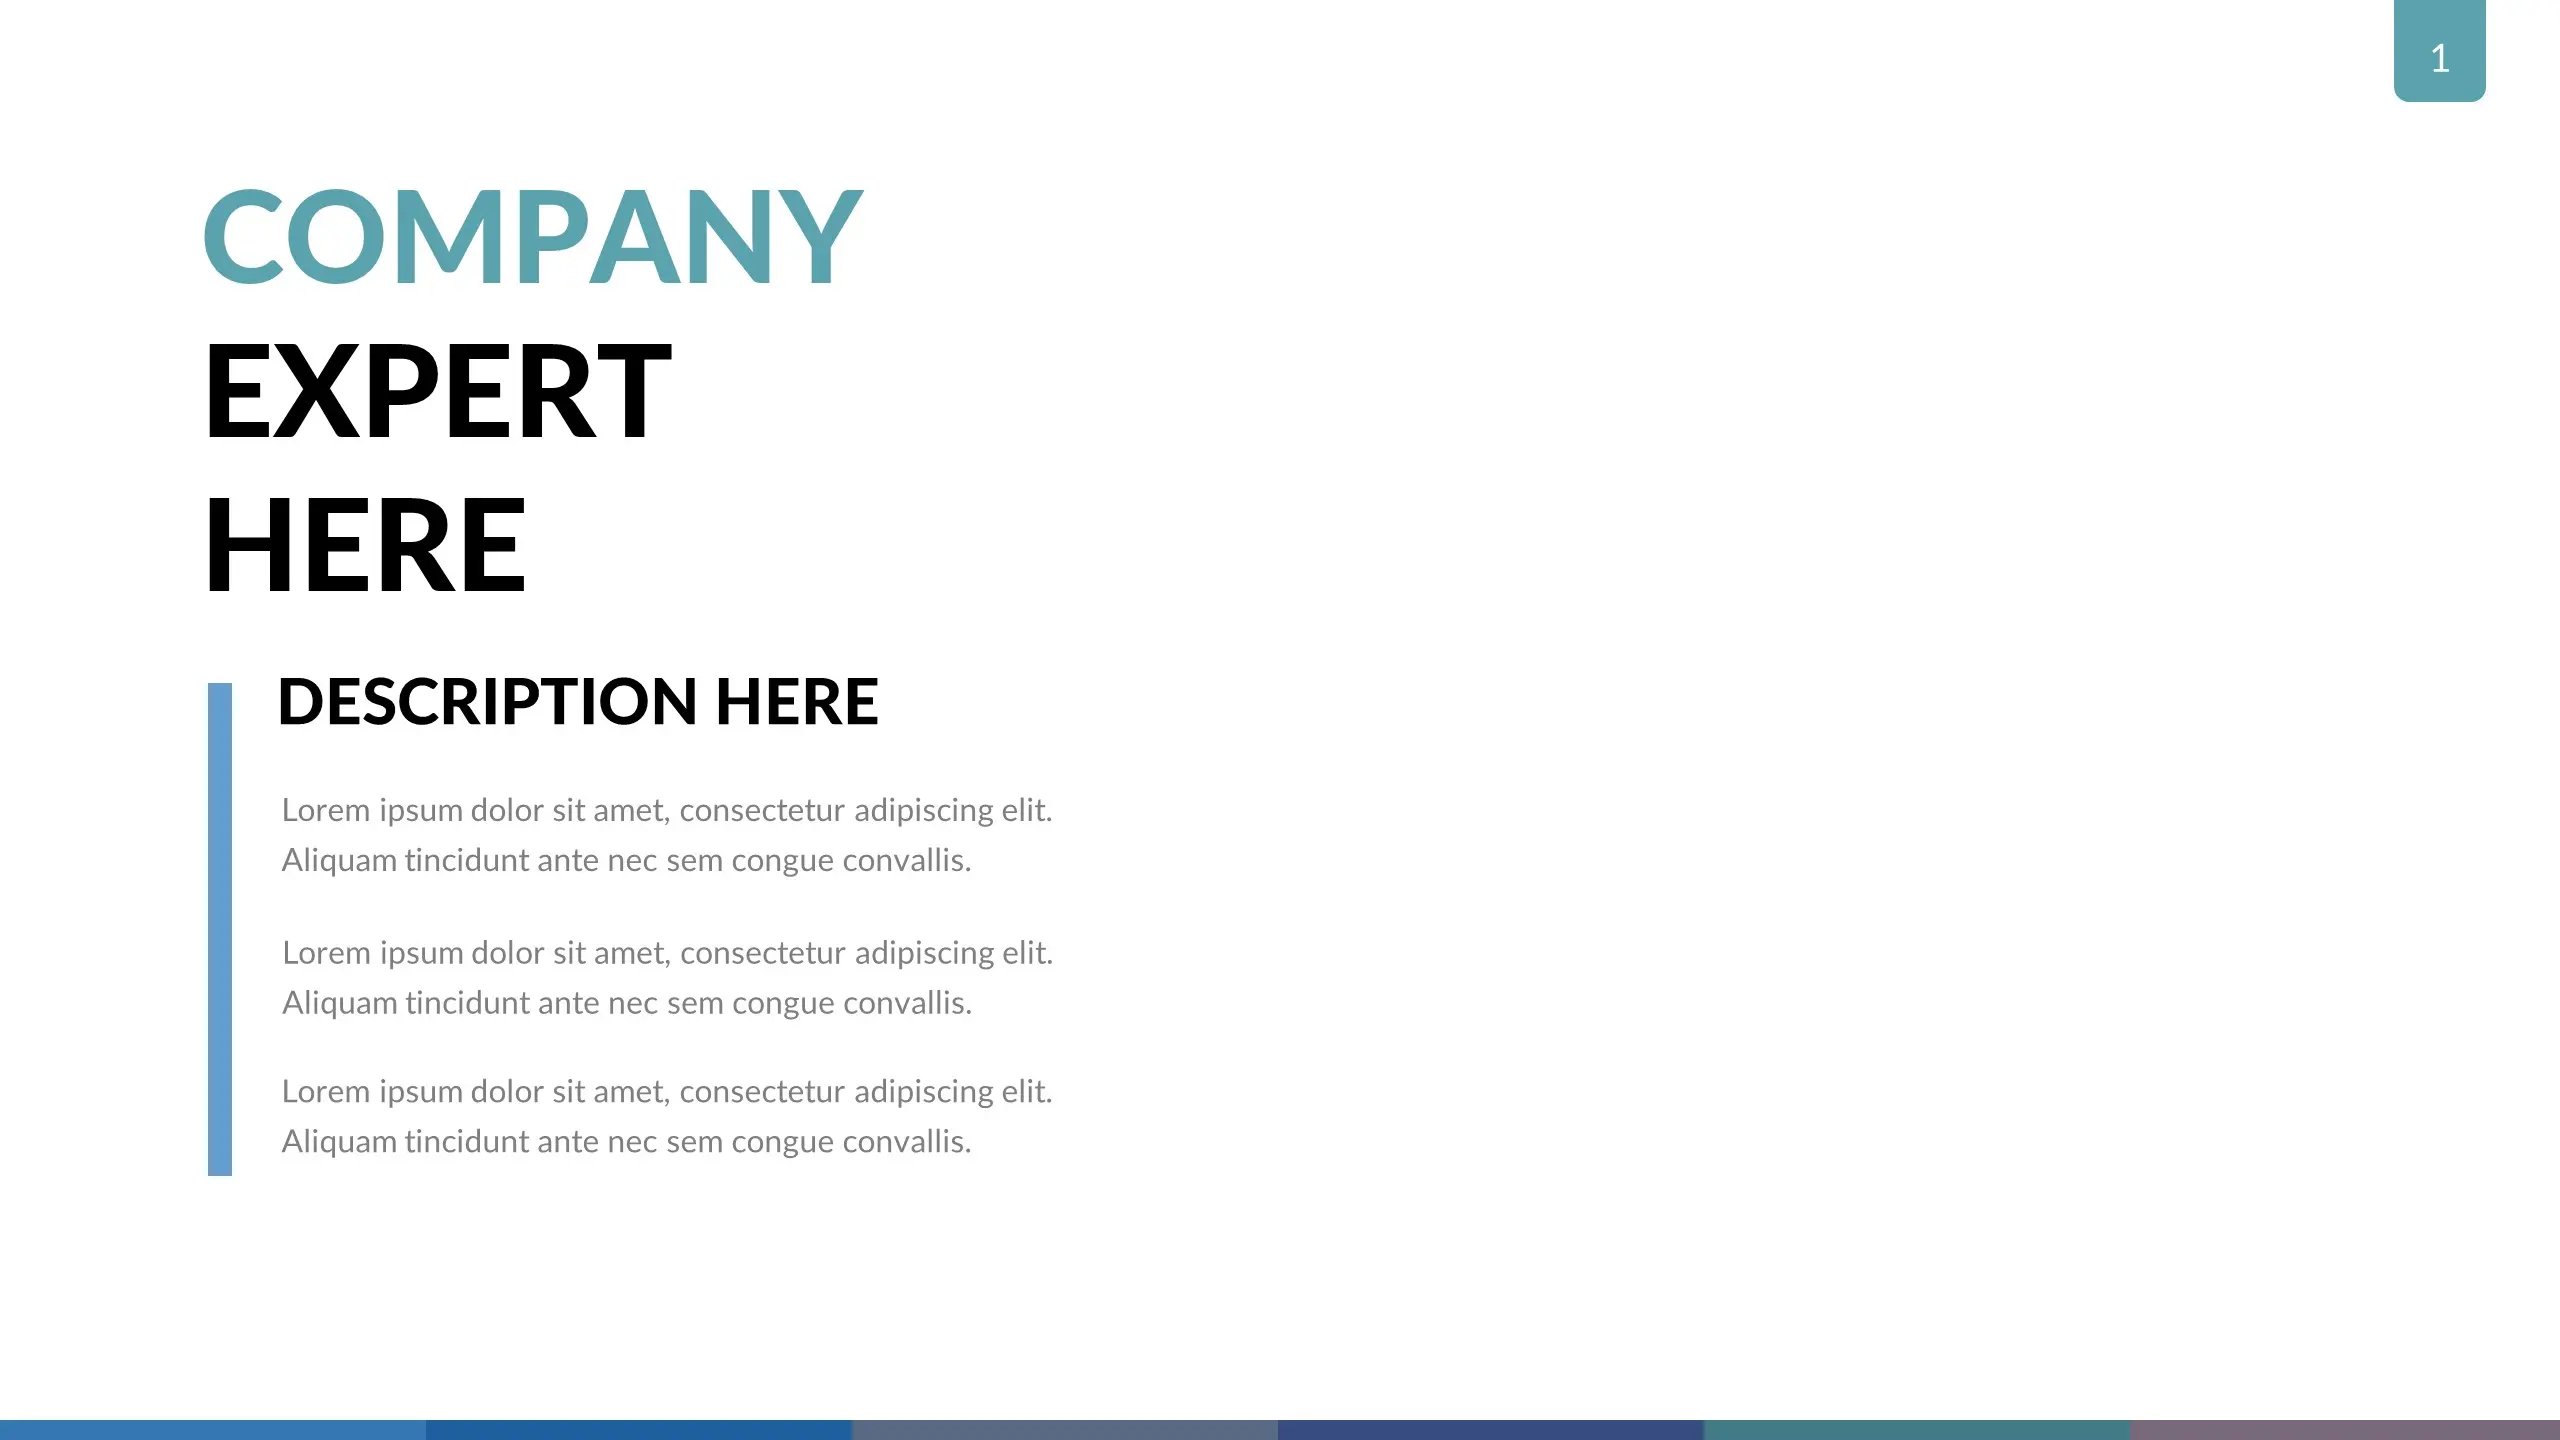 1
COMPANY
EXPERT
HERE
DESCRIPTION HERE
Lorem ipsum dolor sit amet, consectetur adipiscing elit.
Aliquam tincidunt ante nec sem congue convallis.
Lorem ipsum dolor sit amet, consectetur adipiscing elit.
Aliquam tincidunt ante nec sem congue convallis.
Lorem ipsum dolor sit amet, consectetur adipiscing elit.
Aliquam tincidunt ante nec sem congue convallis.